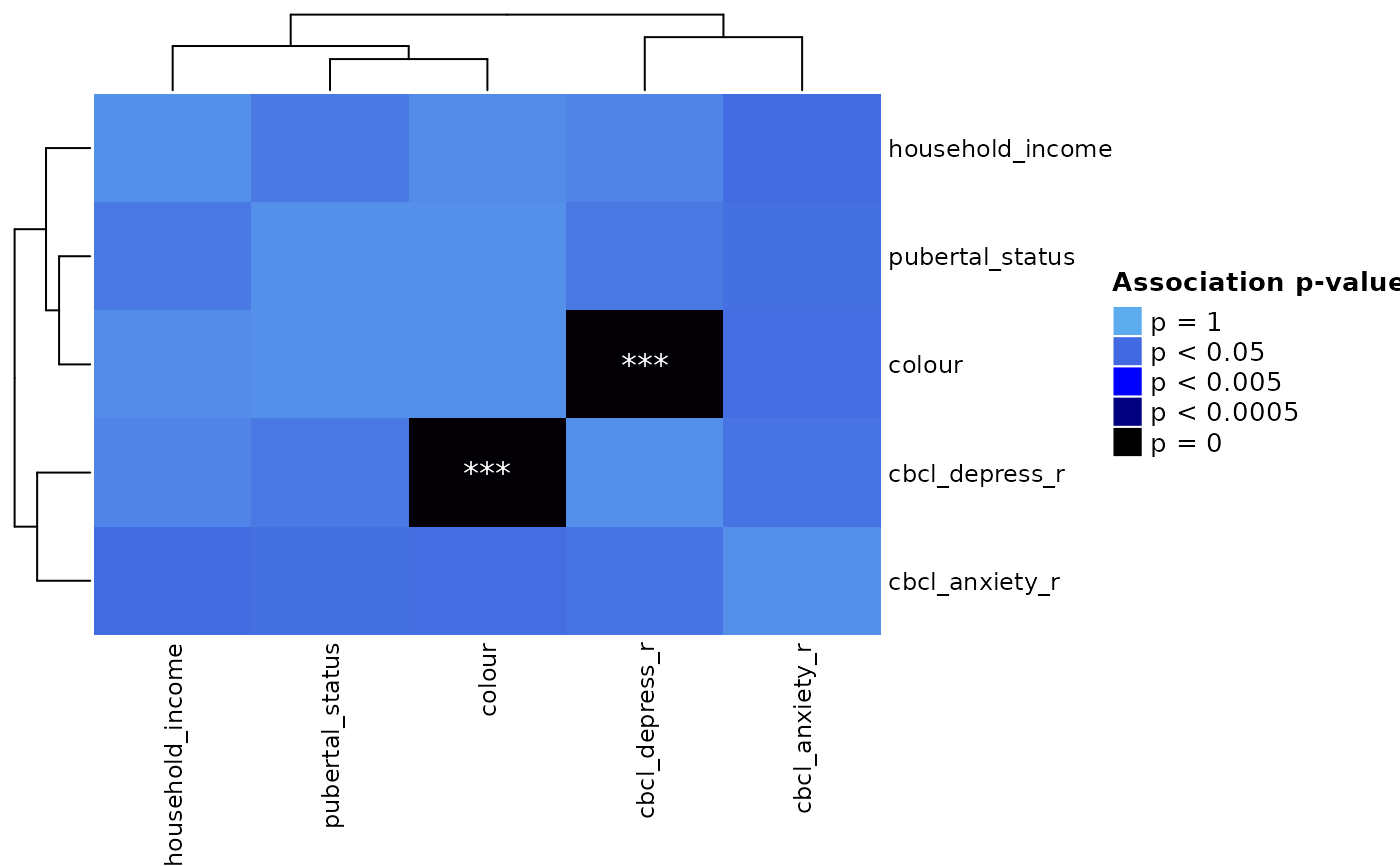 household_income
pubertal_status
Association p-value
p = 1
p < 0.05
colour
***
p < 0.005
p < 0.0005
p = 0
cbcl_depress_r
***
cbcl_anxiety_r
household_income
pubertal_status
colour
cbcl_depress_r
cbcl_anxiety_r